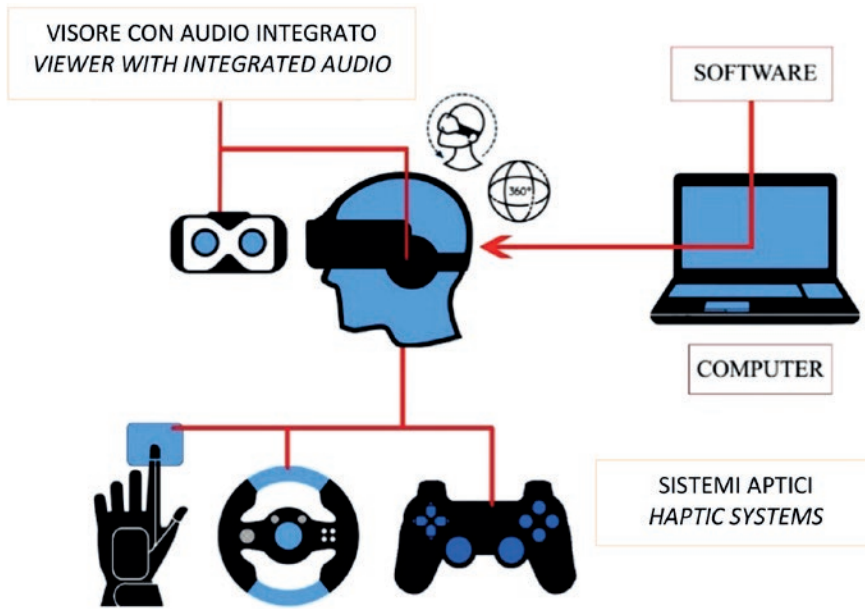 VISORE CON AUDIO INTEGRATO
VIEWER WITH INTEGRATED AUDIO
SOFTWARE
360°
COMPUTER
SISTEMI APTICI
HAPTIC SYSTEMS